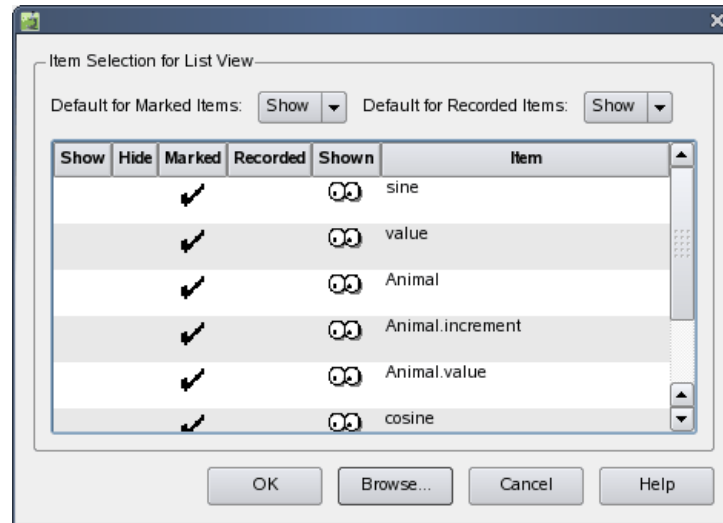 Item Selection for List View
Default for Marked Items: Show Default for Recorded Items: Show
Show Hide Marked Recorded Shown Item
sine
value
Animal
Animal.increment
Animal.value
cosine
OK Browse... Cancel Help